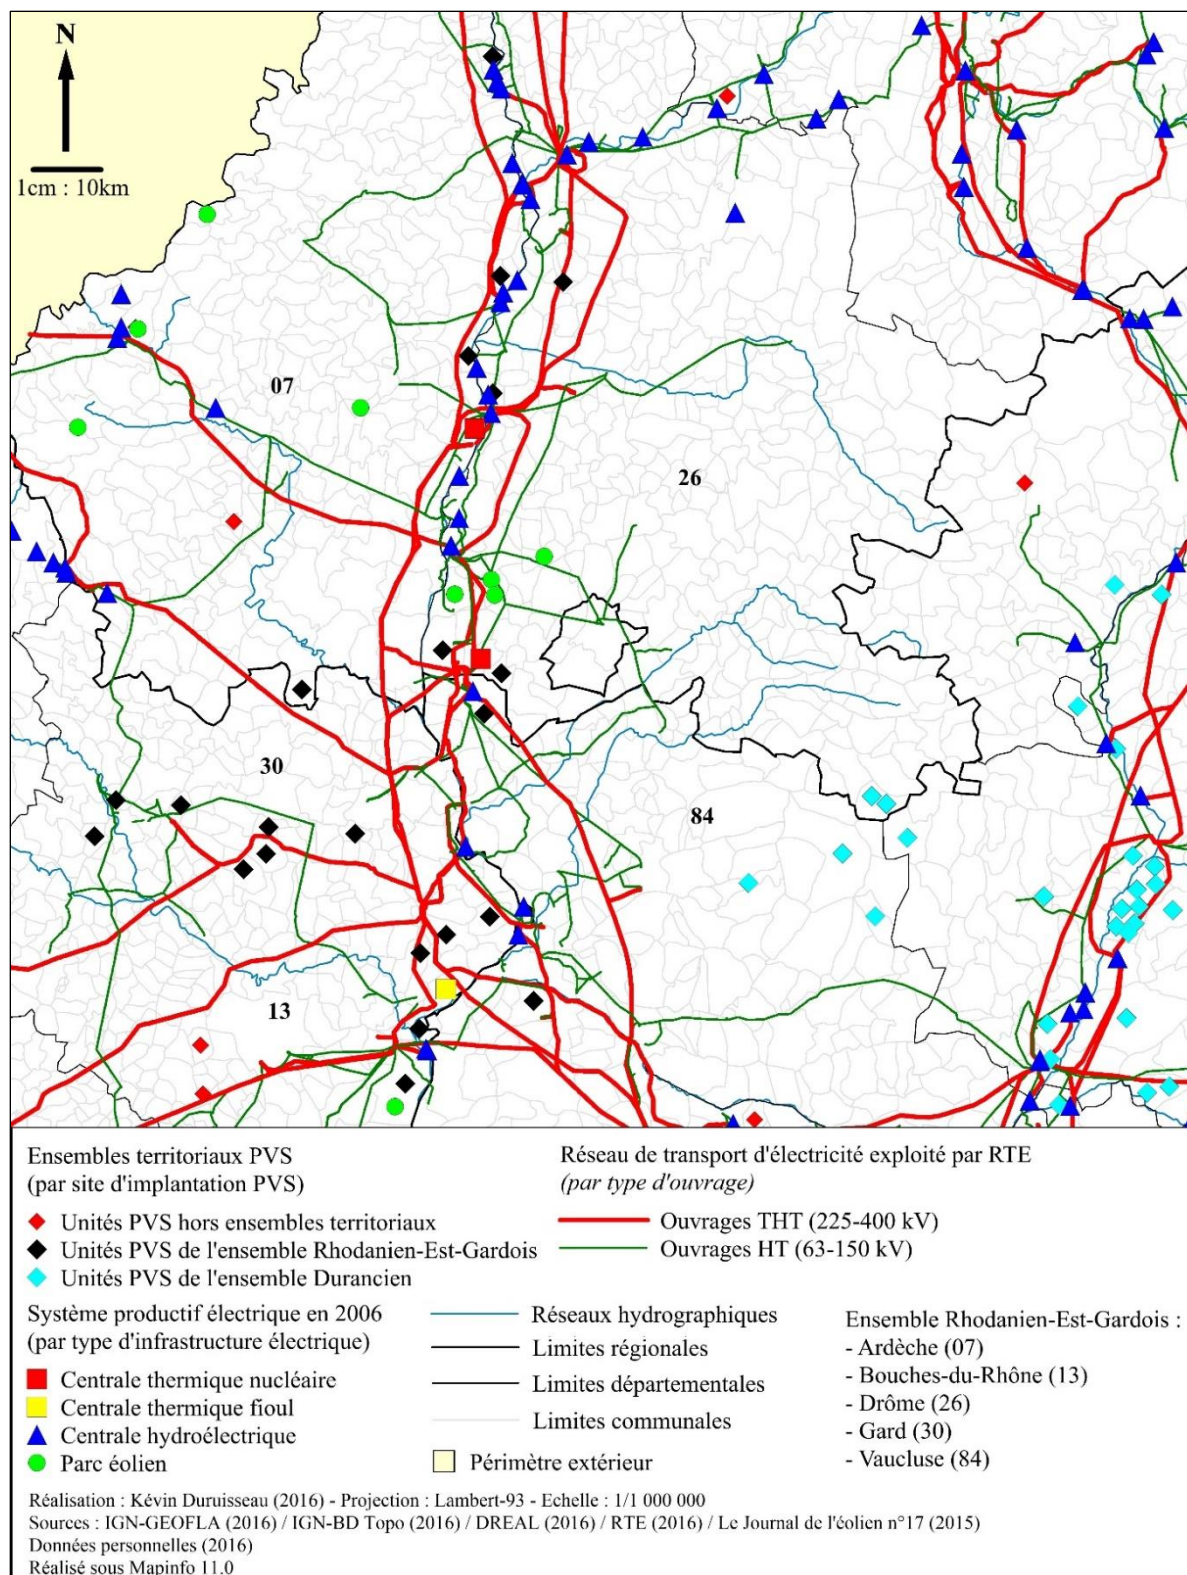 N
1cm : 10km
07
26
30
84
13
Ensembles territoriaux PVS
(par site d'implantation PVS)
Unités PVS hors ensembles territoriaux
Unités PVS de l'ensemble Rhodanien-Est-Gardois
Unités PVS de l'ensemble Durancien
Réseau de transport d'électricité exploité par RTE
(par type d'ouvrage)
Ouvrages THT (225-400 kV)
Ouvrages HT (63-150 kV)
Système productif électrique en 2006
(par type d'infrastructure électrique)
Centrale thermique nucléaire
Centrale thermique fioul
Centrale hydroélectrique
Parc éolien
Réseaux hydrographiques
Limites régionales
Limites départementales
Limites communales
Périmètre extérieur
Ensemble Rhodanien-Est-Gardois :
- Ardèche (07)
- Bouches-du-Rhône (13)
- Drôme (26)
- Gard (30)
- Vaucluse (84)
Réalisation : Kévin Duruisseau (2016) - Projection : Lambert-93 - Echelle : 1/1 000 000
Sources : IGN-GEOFLA (2016) / IGN-BD Topo (2016) / DREAL (2016) / RTE (2016) / Le Journal de l'éolien n°17 (2015)
Données personnelles (2016)
Réalisé sous Mapinfo 11.0